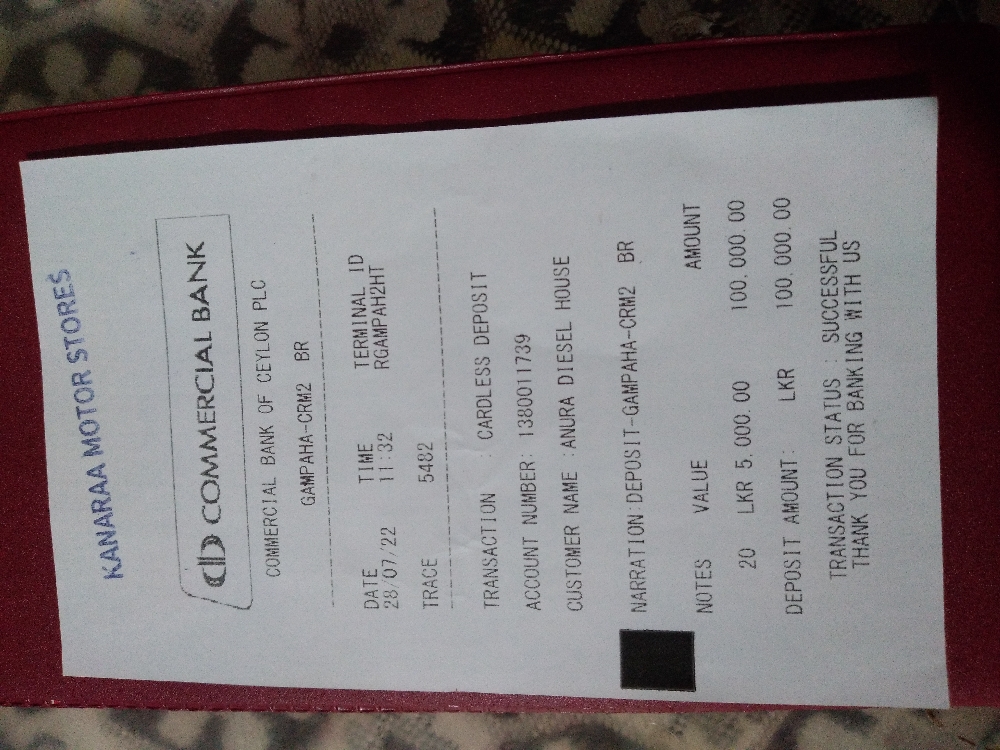 KANARAA MOTOR STORES
COMMERCIAL BANK
COMMERCIAL BANK OF CEYLON PLC
GAMPAHA-CRM2 BR
DATE TIME TERMINAL ID
28/07/22 11:32 RGAMPAH2HT
TRACE 5482
TRANSACTION : CARDLESS DEPOSIT
ACCOUNT NUMBER: 1380011739
CUSTOMER NAME :ANURA DIESEL HOUSE
NARRATION:DEPOSIT-GAMPAHA-CRM2 BR
NOTES VALUE AMOUNT
20 LKR 5,000.00 100,000.00
DEPOSIT AMOUNT: LKR 100,000.00
TRANSACTION STATUS : SUCCESSFUL
THANK YOU FOR BANKING WITH US